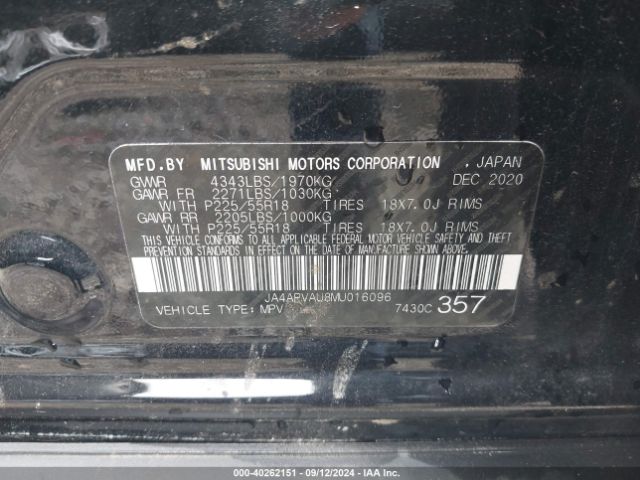 MFD.BY MITSUBISHI MOTORS CORPORATION , JAPAN
GVWR 4343LBS/1970KG DEC 2020
GAWR FR 2271LBS/1030KG
WITH P225/55R18 TIRES 18X7.0J RIMS
GAWR RR 2205LBS/1000KG
WITH P225/55R18 TIRES 18X7.0J RIMS
THIS VEHICLE CONFORMS TO ALL APPLICABLE FEDERAL MOTOR VEHICLE SAFETY AND THEFT
PREVENTION STANDARDS IN EFFECT ON THE DATE OF MANUFACTURE SHOWN ABOVE.
JA4APVAU8MU016096
VEHICLE TYPE: MPV 7430C 357
000-40262151 - 09/12/2024 - IAA Inc.